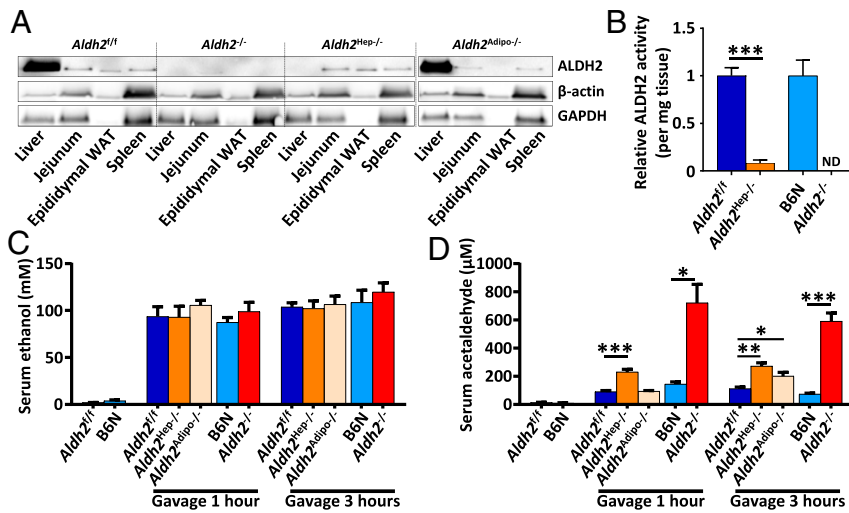 A
Aldh2f/f Aldh2-/- Aldh2Hep-/- Aldh2Adipo-/-
ALDH2
β-actin
GAPDH
Liver Jejunum Epididymal WAT Spleen Liver Jejunum Epididymal WAT Spleen Liver Jejunum Epididymal WAT Spleen Liver Jejunum Epididymal WAT Spleen
B
Relative ALDH2 activity
(per mg tissue)
1.5
1
0.5
0
***
ND
Aldh2f/f Aldh2Hep-/- B6N Aldh2-/-
C
Serum ethanol (mM)
150
100
50
0
Aldh2f/f B6N Aldh2f/f Aldh2Hep-/- Aldh2Adipo-/- B6N Aldh2-/- Aldh2f/f Aldh2Hep-/- Aldh2Adipo-/- B6N Aldh2-/-
Gavage 1 hour Gavage 3 hours
D
Serum acetaldehyde (µM)
1000
800
600
400
200
0
*** * ** * ***
Aldh2f/f B6N Aldh2f/f Aldh2Hep-/- Aldh2Adipo-/- B6N Aldh2-/- Aldh2f/f Aldh2Hep-/- Aldh2Adipo-/- B6N Aldh2-/-
Gavage 1 hour Gavage 3 hours